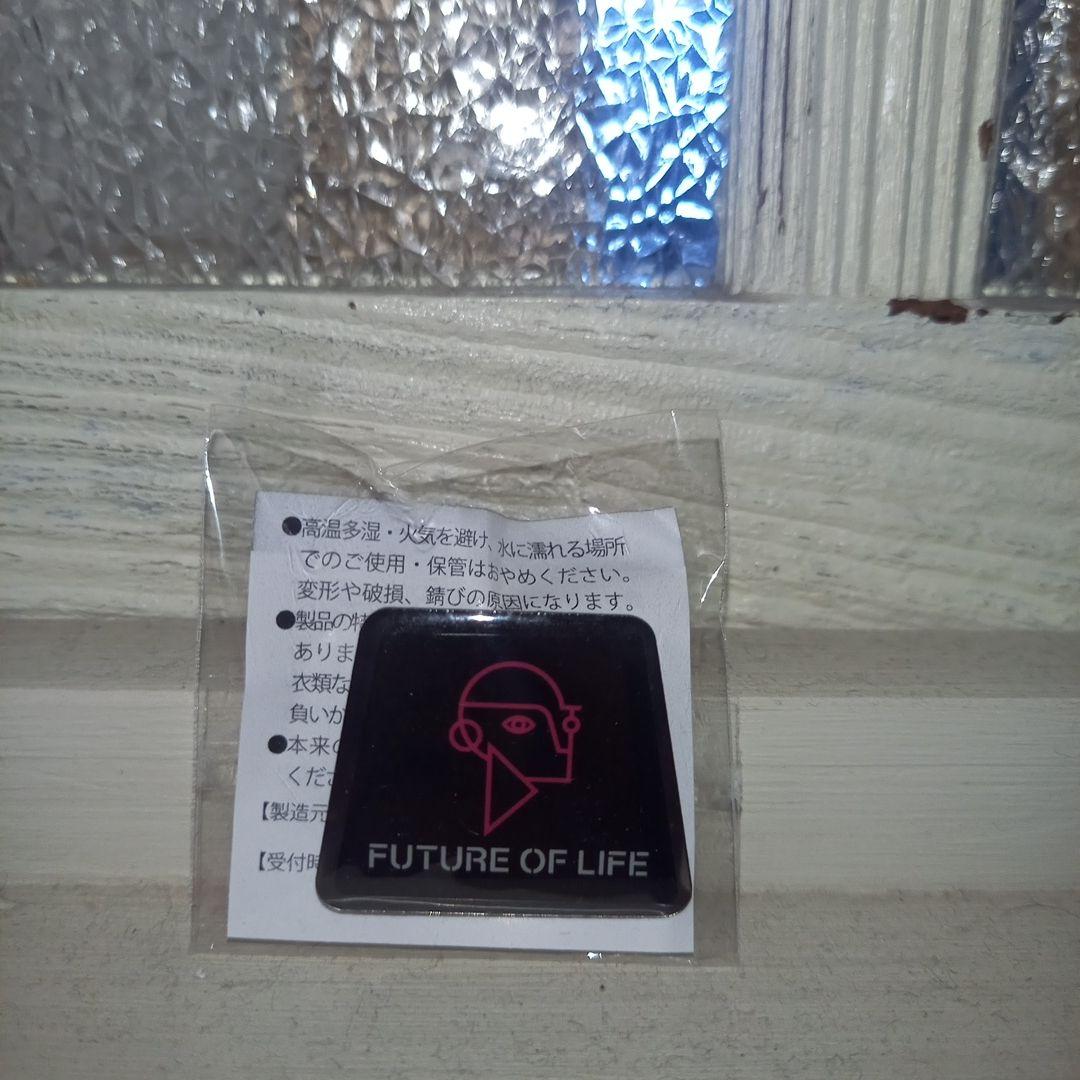 ●高温多湿・火気を避け、水に濡れる場所
でのご使用・保管はおやめください。
変形や破損、錆びの原因になります。
●製品の特
ありま
衣類な
負いか
●本来の
くださ
【製造元
【受付時
FUTURE OF LIFE